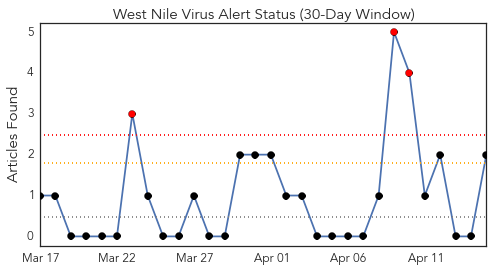 West Nile Virus Alert Status (30-Day Window)
Articles Found
5
4
3
2
1
0
Mar 17 Mar 22 Mar 27 Apr 01 Apr 06 Apr 11